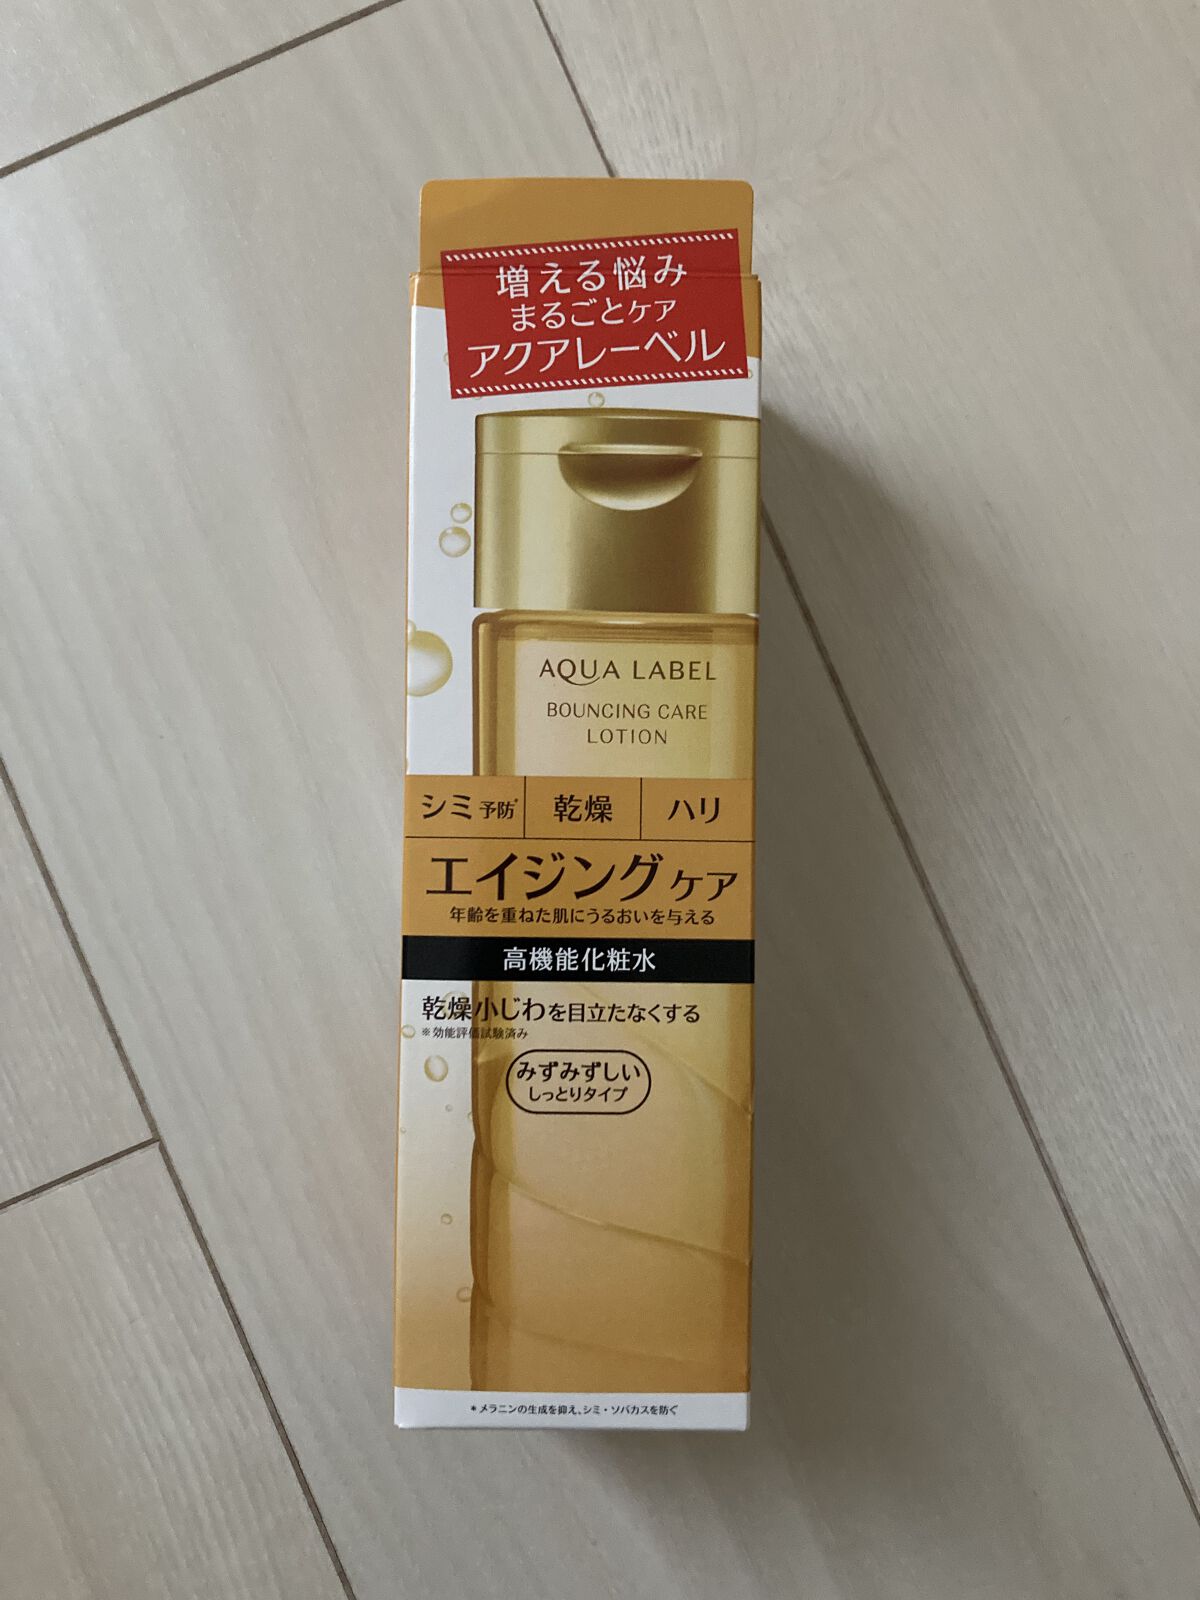 増える悩み
まるごとケア
アクアレーベル
AQUA LABEL
BOUNCING CARE
LOTION
シミ予防* 乾燥 ハリ
エイジングケア
年齢を重ねた肌にうるおいを与える
高機能化粧水
乾燥小じわを目立たなくする
※効能評価試験済み
みずみずしい
しっとりタイプ
*メラニンの生成を抑え、シミ・ソバカスを防ぐ